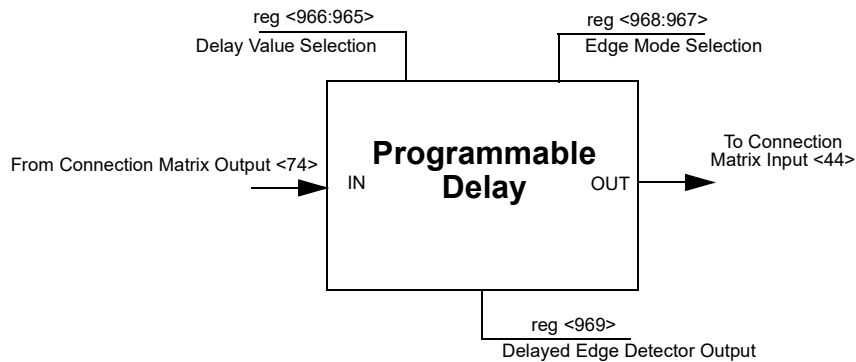 reg <966:965>
Delay Value Selection
reg <968:967>
Edge Mode Selection
From Connection Matrix Output <74>
IN
Programmable
Delay
OUT
To Connection
Matrix Input <44>
reg <969>
Delayed Edge Detector Output